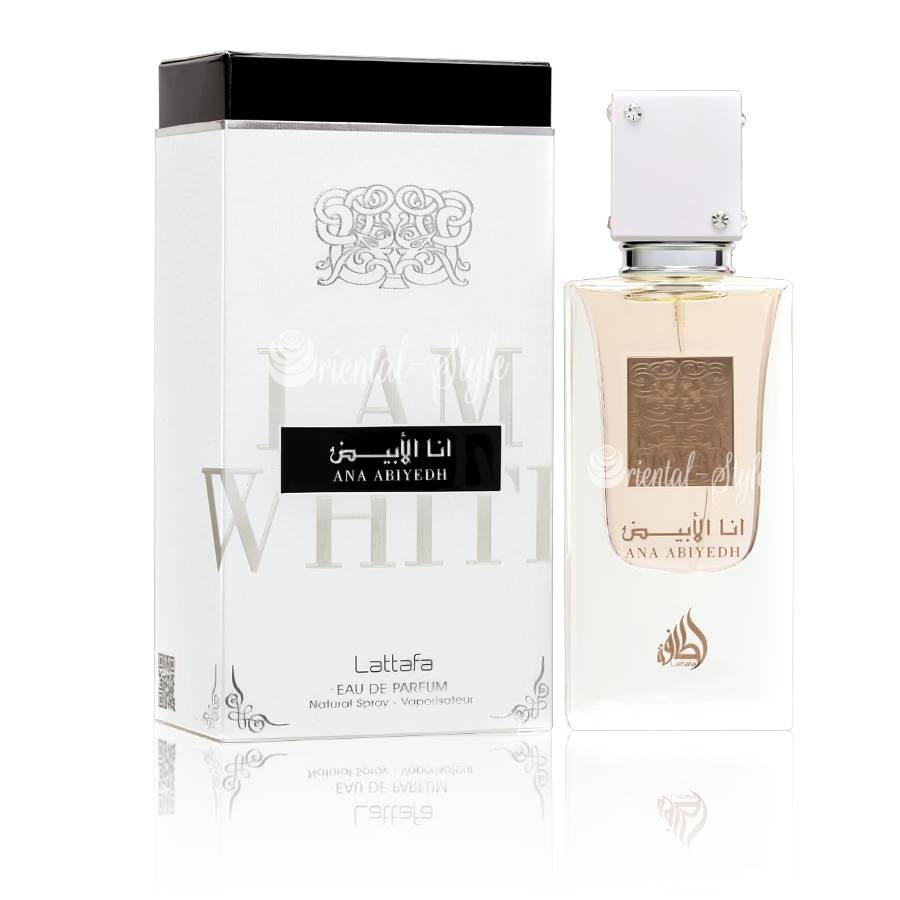 I AM
WHITE
انا الأبيض
ANA ABIYEDH
Lattafa
EAU DE PARFUM
Natural Spray - Vaporisateur
Oriental-Style
Oriental-Style
انا الأبيض
ANA ABIYEDH
لطافة
Lattafa